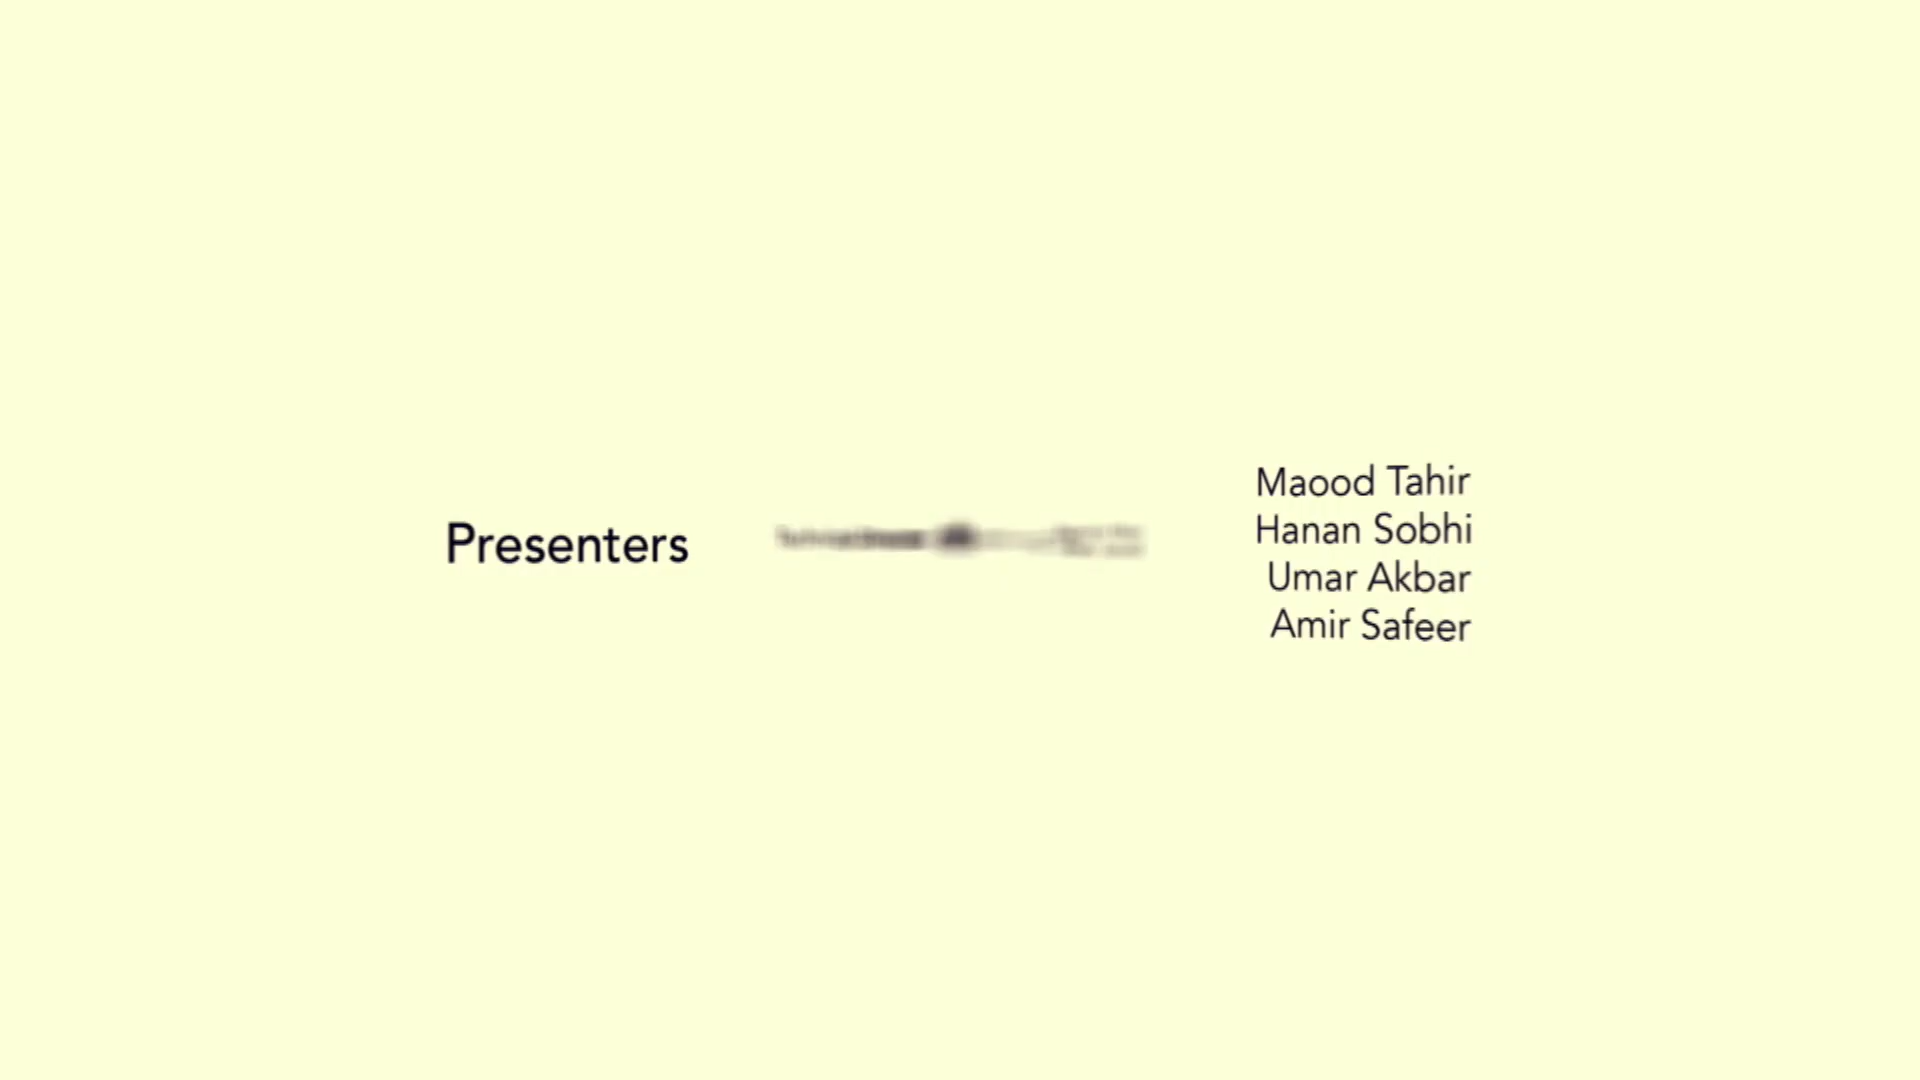 Presenters
Maood Tahir
Hanan Sobhi
Umar Akbar
Amir Safeer